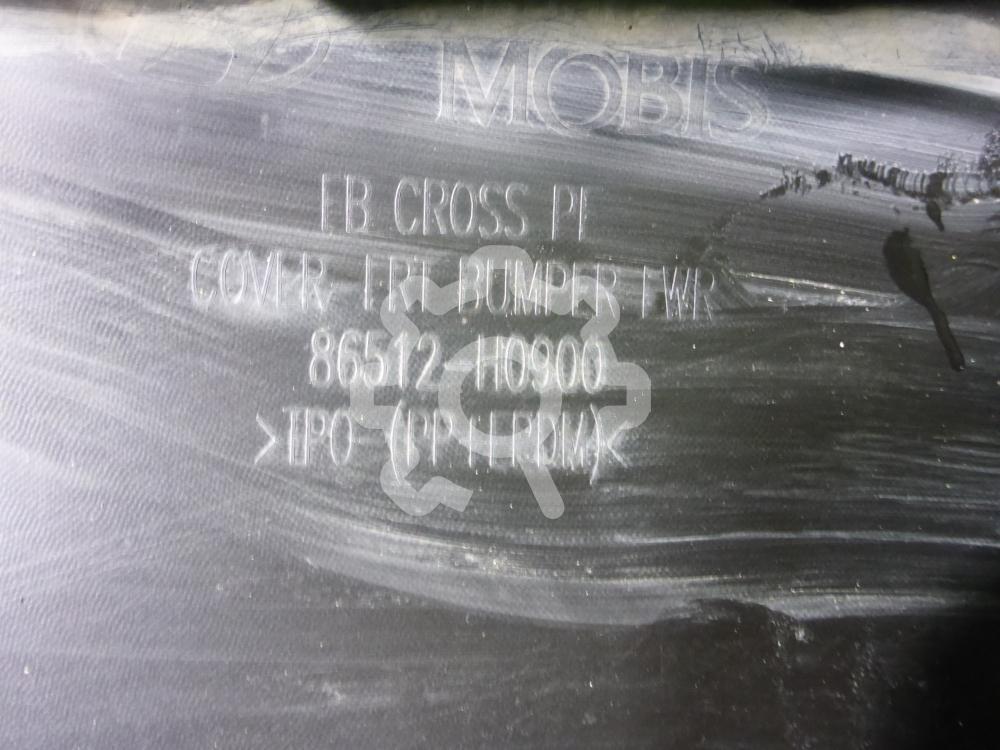 MOBIS
FB CROSS PE
COVER-FRT BUMPER LWR
86512-H0900
>TPO-(PP+EPDM)<